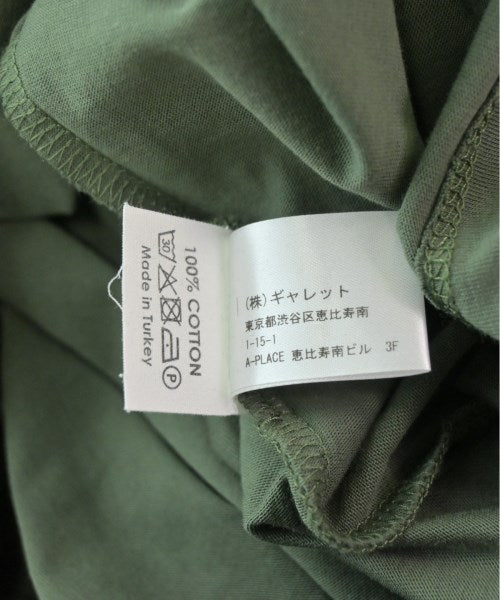 100% COTTON
30
P
Made in Turkey
(株)ギャレット
東京都渋谷区恵比寿南
1-15-1
A-PLACE 恵比寿南ビル 3F